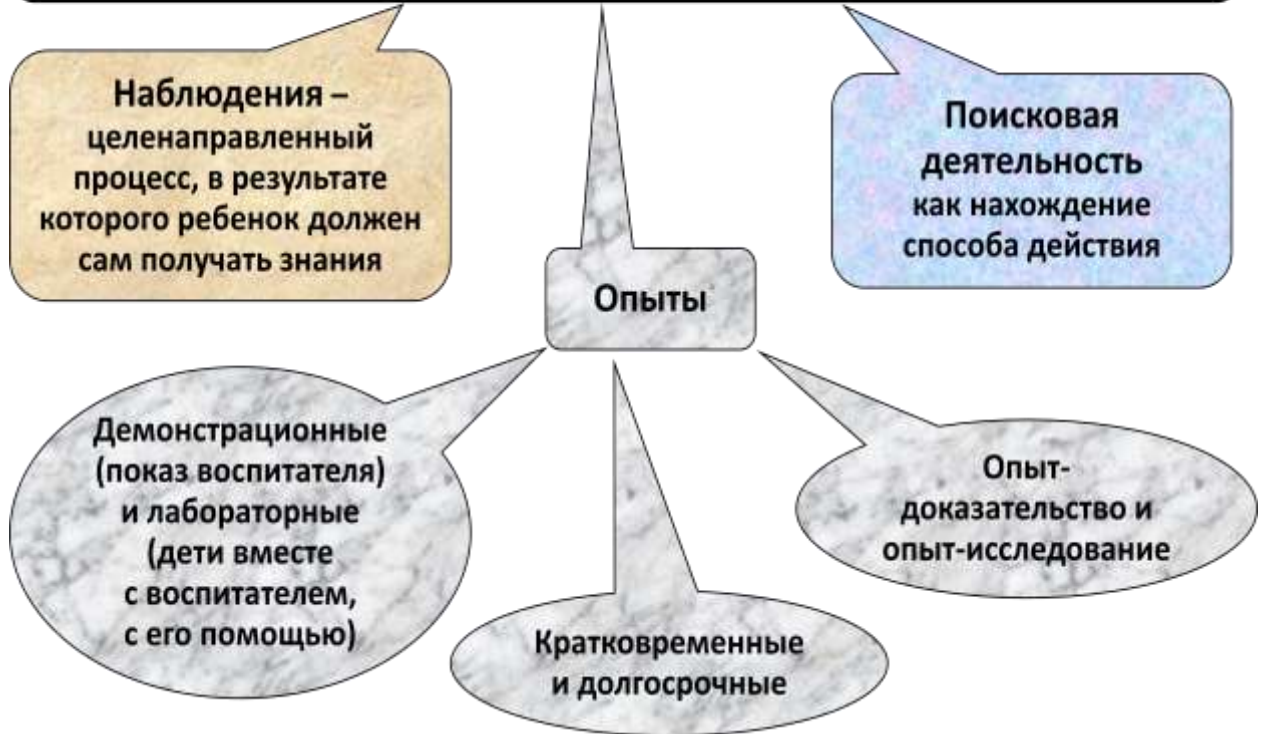 Наблюдения –
целенаправленный
процесс, в результате
которого ребенок должен
сам получать знания
Поисковая
деятельность
как нахождение
способа действия
Опыты
Демонстрационные
(показ воспитателя)
и лабораторные
(дети вместе
с воспитателем,
с его помощью)
Кратковременные
и долгосрочные
Опыт-
доказательство и
опыт-исследование